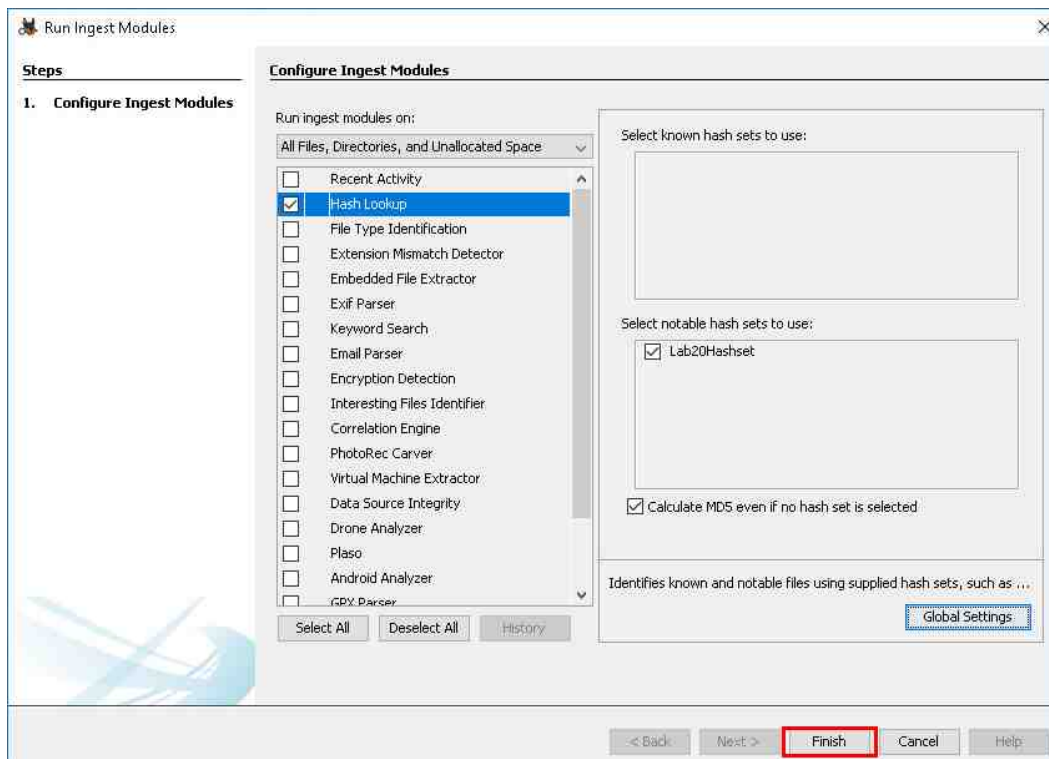 Run Ingest Modules
Steps
1. Configure Ingest Modules
Configure Ingest Modules
Run ingest modules on:
All Files, Directories, and Unallocated Space
Recent Activity
Hash Lookup
File Type Identification
Extension Mismatch Detector
Embedded File Extractor
Exif Parser
Keyword Search
Email Parser
Encryption Detection
Interesting Files Identifier
Correlation Engine
PhotoRec Carver
Virtual Machine Extractor
Data Source Integrity
Drone Analyzer
Plaso
Android Analyzer
GPX Parser
Select All Deselect All History
Select known hash sets to use:
Select notable hash sets to use:
Lab20Hashset
Calculate MD5 even if no hash set is selected
Identifies known and notable files using supplied hash sets, such as ...
Global Settings
< Back Next > Finish Cancel Help